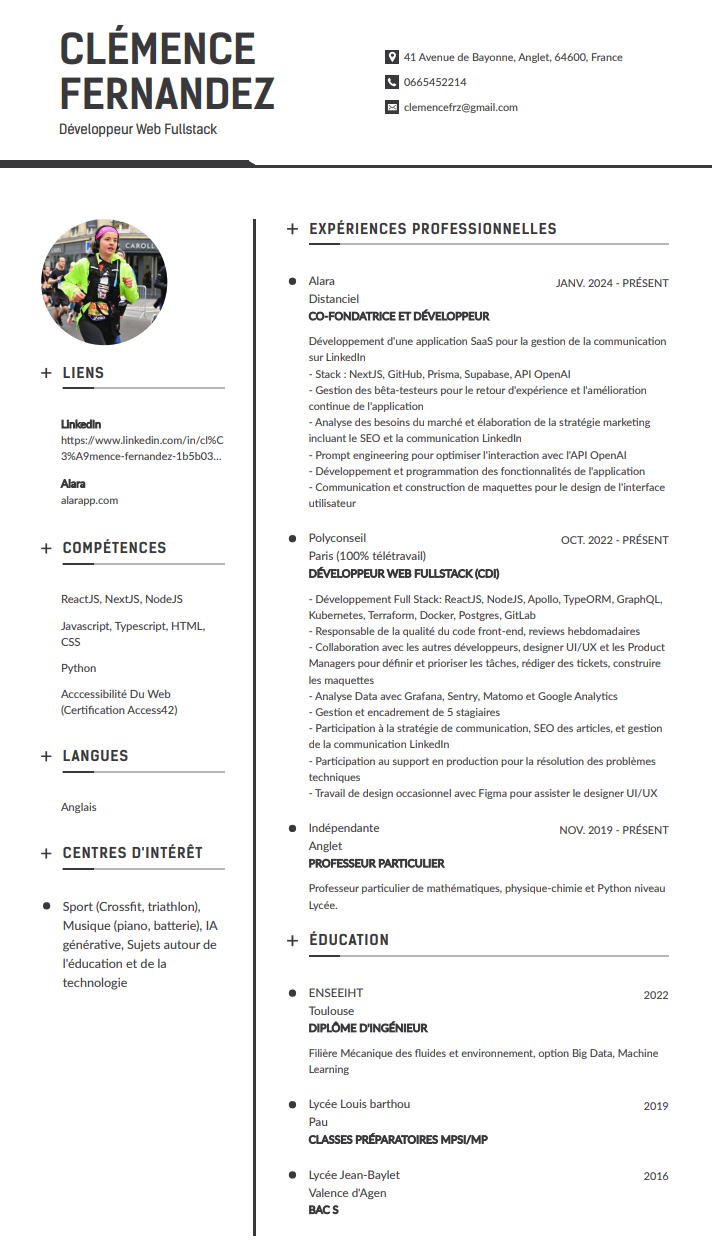 CLÉMENCE
FERNANDEZ
Développeur Web Fullstack
41 Avenue de Bayonne, Anglet, 64600, France
0665452214
clemencefrz@gmail.com
CAROLL
LIENS
LinkedIn
https://www.linkedin.com/in/cl%C
3%A9mence-fernandez-1b5b03...
Alara
alarapp.com
COMPÉTENCES
ReactJS, NextJS, NodeJS
Javascript, Typescript, HTML,
CSS
Python
Acccessibilité Du Web
(Certification Access42)
LANGUES
Anglais
CENTRES D'INTÉRÊT
Sport (Crossfit, triathlon),
Musique (piano, batterie), IA
générative, Sujets autour de
l'éducation et de la
technologie
EXPÉRIENCES PROFESSIONNELLES
Alara JANV. 2024 - PRÉSENT
Distanciel
CO-FONDATRICE ET DÉVELOPPEUR
Développement d'une application SaaS pour la gestion de la communication
sur LinkedIn
- Stack : NextJS, GitHub, Prisma, Supabase, API OpenAI
- Gestion des bêta-testeurs pour le retour d'expérience et l'amélioration
continue de l'application
- Analyse des besoins du marché et élaboration de la stratégie marketing
incluant le SEO et la communication LinkedIn
- Prompt engineering pour optimiser l'interaction avec l'API OpenAI
- Développement et programmation des fonctionnalités de l'application
- Communication et construction de maquettes pour le design de l'interface
utilisateur
Polyconseil OCT. 2022 - PRÉSENT
Paris (100% télétravail)
DÉVELOPPEUR WEB FULLSTACK (CDI)
- Développement Full Stack: ReactJS, NodeJS, Apollo, TypeORM, GraphQL,
Kubernetes, Terraform, Docker, Postgres, GitLab
- Responsable de la qualité du code front-end, reviews hebdomadaires
- Collaboration avec les autres développeurs, designer UI/UX et les Product
Managers pour définir et prioriser les tâches, rédiger des tickets, construire
les maquettes
- Analyse Data avec Grafana, Sentry, Matomo et Google Analytics
- Gestion et encadrement de 5 stagiaires
- Participation à la stratégie de communication, SEO des articles, et gestion
de la communication LinkedIn
- Participation au support en production pour la résolution des problèmes
techniques
- Travail de design occasionnel avec Figma pour assister le designer UI/UX
Indépendante NOV. 2019 - PRÉSENT
Anglet
PROFESSEUR PARTICULIER
Professeur particulier de mathématiques, physique-chimie et Python niveau
Lycée.
ÉDUCATION
ENSEEIHT 2022
Toulouse
DIPLÔME D'INGÉNIEUR
Filière Mécanique des fluides et environnement, option Big Data, Machine
Learning
Lycée Louis barthou 2019
Pau
CLASSES PRÉPARATOIRES MPSI/MP
Lycée Jean-Baylet 2016
Valence d'Agen
BAC S